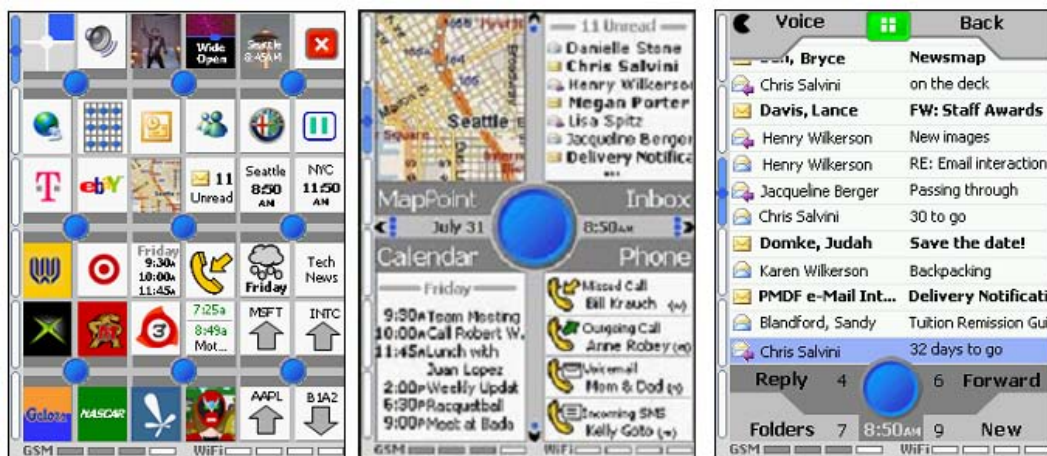 Wide
Open
Seattle
8:45AM
T
ebY
11
Unread
Seattle
8:50
AM
NYC
11:50
AM
Friday
9:30A
10:00A
11:45A
Friday
Tech
News
3
7:25a
8:49a
Mot...
MSFT
INTC
NASCAR
AAPL
B1A2
GSM
WiFi
Seattle
11 Unread
Danielle Stone
Chris Salvini
Henry Wilkerson
Megan Porter
Lisa Spitz
Jacqueline Berger
Delivery Notifica
...
MapPoint
Inbox
July 31
8:50AM
Calendar
Phone
Friday
9:30A Team Meeting
10:00A Call Robert W.
11:45A Lunch with
Juan Lopez
2:00P Weekly Updat
6:30P Racquetball
9:00P Meet at Bada
Missed Call
Bill Krauch (w)
Outgoing Call
Anne Robey (w)
Voicemail
Mom & Dad
Incoming SMS
Kelly Goto
GSM
WiFi
Voice
Back
Bryce Newsmap
Chris Salvini on the deck
Davis, Lance FW: Staff Awards
Henry Wilkerson New images
Henry Wilkerson RE: Email interaction
Jacqueline Berger Passing through
Chris Salvini 30 to go
Domke, Judah Save the date!
Karen Wilkerson Backpacking
PMDF e-Mail Int... Delivery Notificati
Blandford, Sandy Tuition Remission Gui
Chris Salvini 32 days to go
Reply 4
6 Forward
Folders 7
8:50AM
9 New
GSM
WiFi